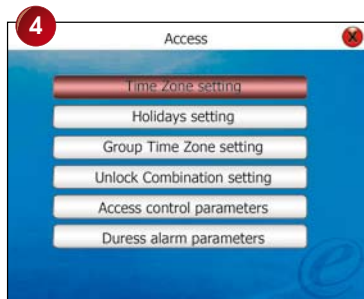 4
Access
X
Time Zone setting
Holidays setting
Group Time Zone setting
Unlock Combination setting
Access control parameters
Duress alarm parameters
e